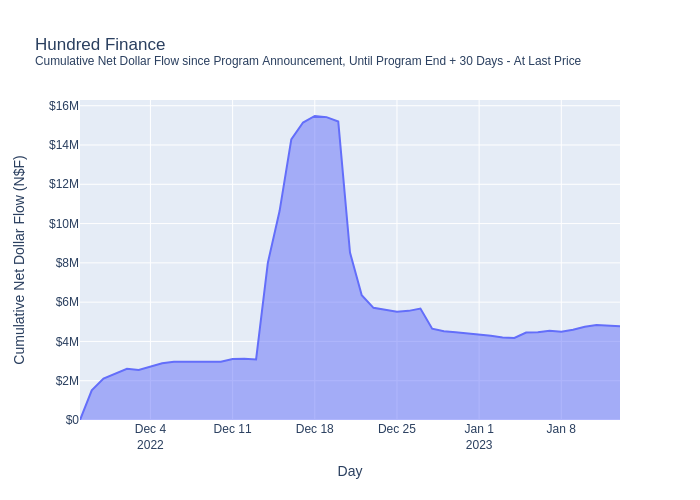 Hundred Finance
Cumulative Net Dollar Flow since Program Announcement, Until Program End + 30 Days - At Last Price
Cumulative Net Dollar Flow (N$F)
$16M
$14M
$12M
$10M
$8M
$6M
$4M
$2M
$0
Dec 4
2022
Dec 11
Dec 18
Dec 25
Jan 1
2023
Jan 8
Day